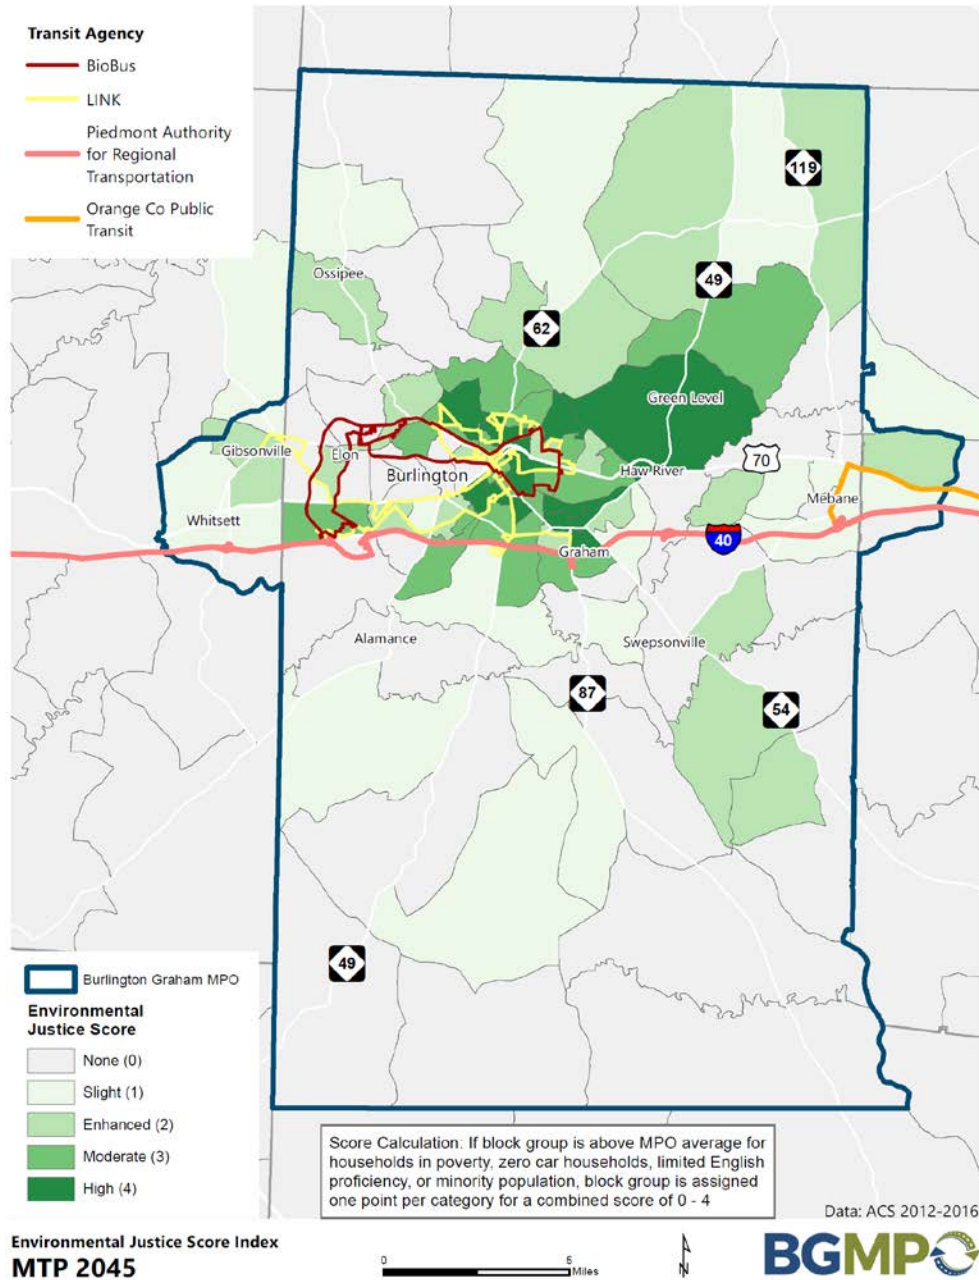 Transit Agency
BioBus
LINK
Piedmont Authority
for Regional
Transportation
Orange Co Public
Transit
119
Ossipee
49
62
Green Level
Gibsonville
Elon
Burlington
Haw River
70
Mebane
Whitsett
40
Graham
Alamance
Swepsonville
87
54
49
Burlington Graham MPO
Environmental
Justice Score
None (0)
Slight (1)
Enhanced (2)
Moderate (3)
High (4)
Score Calculation: If block group is above MPO average for
households in poverty, zero car households, limited English
proficiency, or minority population, block group is assigned
one point per category for a combined score of 0 - 4
Data: ACS 2012-2016
Environmental Justice Score Index
MTP 2045
0 5
Miles
BGMPO